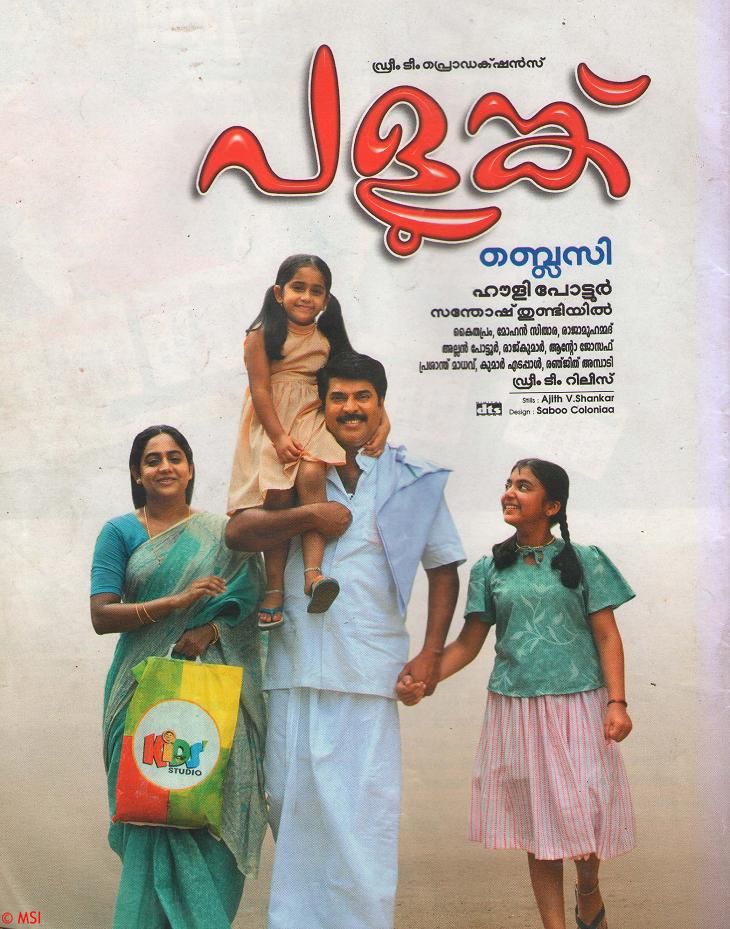 ഡ്രീം ടീം പ്രൊഡക്ഷൻസ്
പളുങ്ക്
ബ്ലെസി
ഹൗളി പോട്ടൂർ
സന്തോഷ് തുണ്ടിയിൽ
കൈതപ്രം, മോഹൻ സിതാര, രാജാമുഹമ്മദ്
അല്ലൻ പോട്ടൂർ, രാജ്കുമാർ, ആന്റോ ജോസഫ്
പ്രശാന്ത് മാധവ്, കുമാർ എടപ്പാൾ, രഞ്ജിത് അമ്പാടി
ഡ്രീം ടീം റിലീസ്
dts
Stills : Ajith V.Shankar
Design : Saboo Coloniaa
KiDS
STUDIO
© MSI